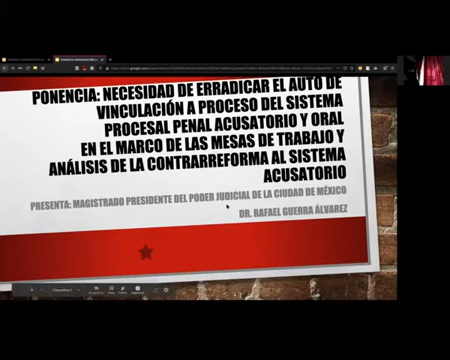 PONENCIA: NECESIDAD DE ERRADICAR EL AUTO DE
VINCULACIÓN A PROCESO DEL SISTEMA
PROCESAL PENAL ACUSATORIO Y ORAL
EN EL MARCO DE LAS MESAS DE TRABAJO Y
ANÁLISIS DE LA CONTRARREFORMA AL SISTEMA
ACUSATORIO
PRESENTA: MAGISTRADO PRESIDENTE DEL PODER JUDICIAL DE LA CIUDAD DE MÉXICO
DR. RAFAEL GUERRA ÁLVAREZ